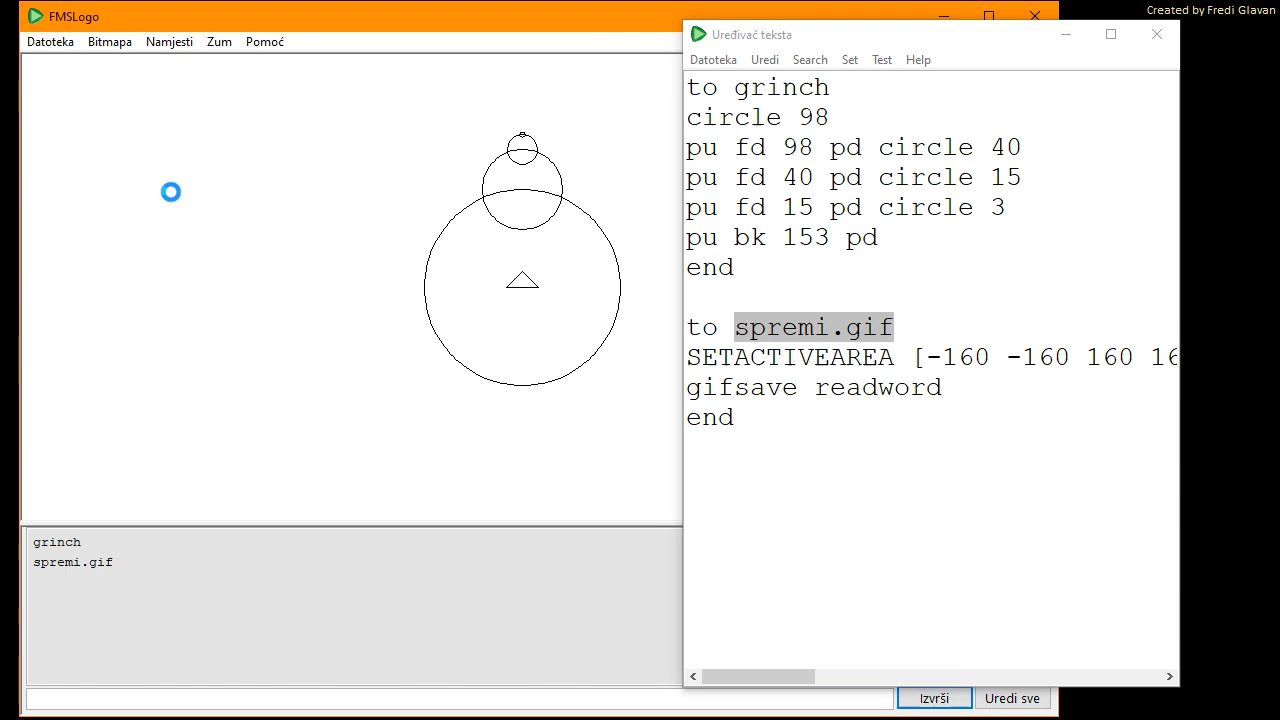 Created by Fredi Glavan
FMSLogo
Datoteka Bitmapa Namjesti Zum Pomoć
Uređivač teksta
Datoteka Uredi Search Set Test Help
to grinch
circle 98
pu fd 98 pd circle 40
pu fd 40 pd circle 15
pu fd 15 pd circle 3
pu bk 153 pd
end
to spremi.gif
SETACTIVEAREA [-160 -160 160 16
gifsave readword
end
grinch
spremi.gif
Izvrši Uredi sve